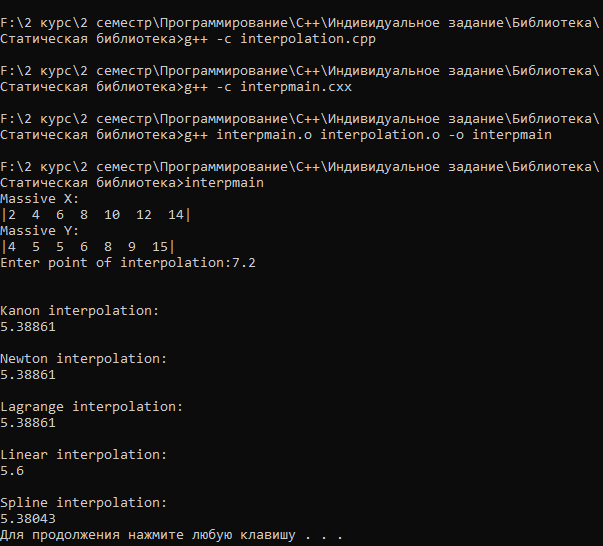 F:\2 курс\2 семестр\Программирование\C++\Индивидуальное задание\Библиотека\
Статическая библиотека>g++ -c interpolation.cpp
F:\2 курс\2 семестр\Программирование\C++\Индивидуальное задание\Библиотека\
Статическая библиотека>g++ -c interpmain.cxx
F:\2 курс\2 семестр\Программирование\C++\Индивидуальное задание\Библиотека\
Статическая библиотека>g++ interpmain.o interpolation.o -o interpmain
F:\2 курс\2 семестр\Программирование\C++\Индивидуальное задание\Библиотека\
Статическая библиотека>interpmain
Massive X:
|2  4  6  8  10  12  14|
Massive Y:
|4  5  5  6  8  9  15|
Enter point of interpolation:7.2
Kanon interpolation:
5.38861
Newton interpolation:
5.38861
Lagrange interpolation:
5.38861
Linear interpolation:
5.6
Spline interpolation:
5.38043
Для продолжения нажмите любую клавишу . . .